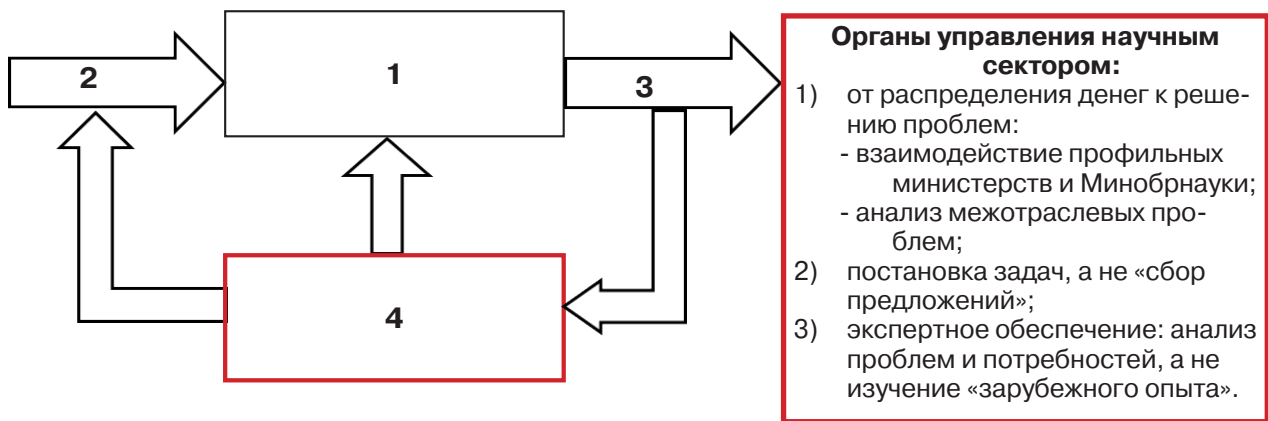 2
1
3
4
Органы управления научным
сектором:
1) от распределения денег к реше-
нию проблем:
- взаимодействие профильных
министерств и Минобрнауки;
- анализ межотраслевых про-
блем;
2) постановка задач, а не «сбор
предложений»;
3) экспертное обеспечение: анализ
проблем и потребностей, а не
изучение «зарубежного опыта».